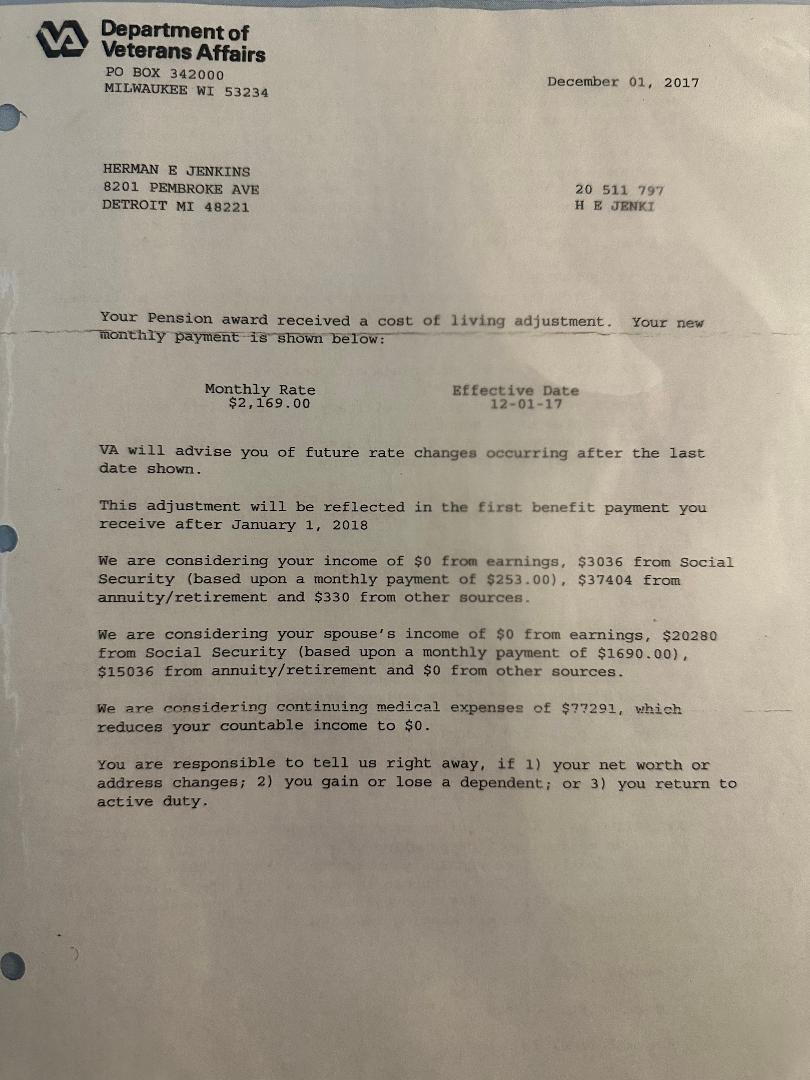 VA
Department of
Veterans Affairs
PO BOX 342000
MILWAUKEE WI 53234
December 01, 2017
HERMAN E JENKINS
8201 PEMBROKE AVE
DETROIT MI 48221
20 511 797
H E JENKI
Your Pension award received a cost of living adjustment. Your new
monthly payment is shown below:
Monthly Rate
$2,169.00
Effective Date
12-01-17
VA will advise you of future rate changes occurring after the last
date shown.
This adjustment will be reflected in the first benefit payment you
receive after January 1, 2018
We are considering your income of $0 from earnings, $3036 from Social
Security (based upon a monthly payment of $253.00), $37404 from
annuity/retirement and $330 from other sources.
We are considering your spouse's income of $0 from earnings, $20280
from Social Security (based upon a monthly payment of $1690.00),
$15036 from annuity/retirement and $0 from other sources.
We are considering continuing medical expenses of $77291, which
reduces your countable income to $0.
You are responsible to tell us right away, if 1) your net worth or
address changes; 2) you gain or lose a dependent; or 3) you return to
active duty.